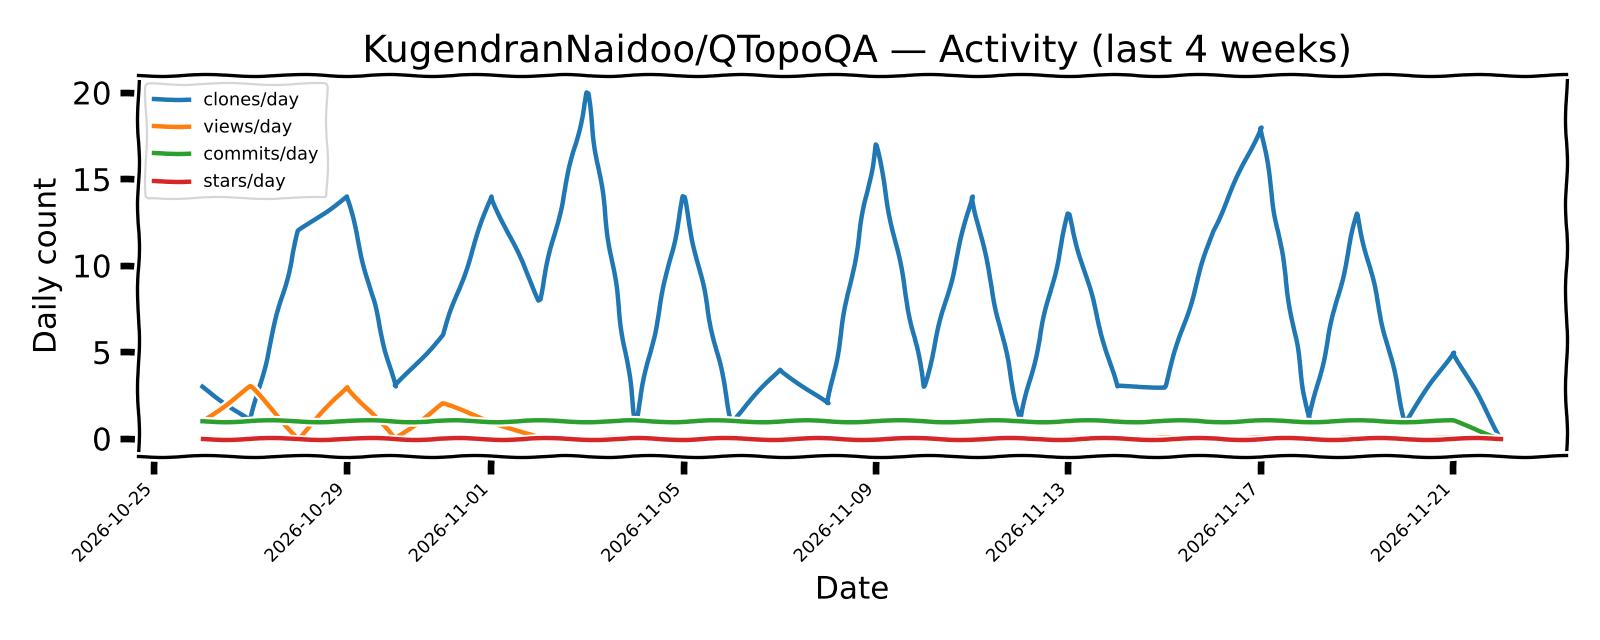 KugendranNaidoo/QTopoQA — Activity (last 4 weeks)
clones/day
views/day
commits/day
stars/day
Daily count
20
15
10
5
0
2026-10-25
2026-10-29
2026-11-01
2026-11-05
2026-11-09
2026-11-13
2026-11-17
2026-11-21
Date